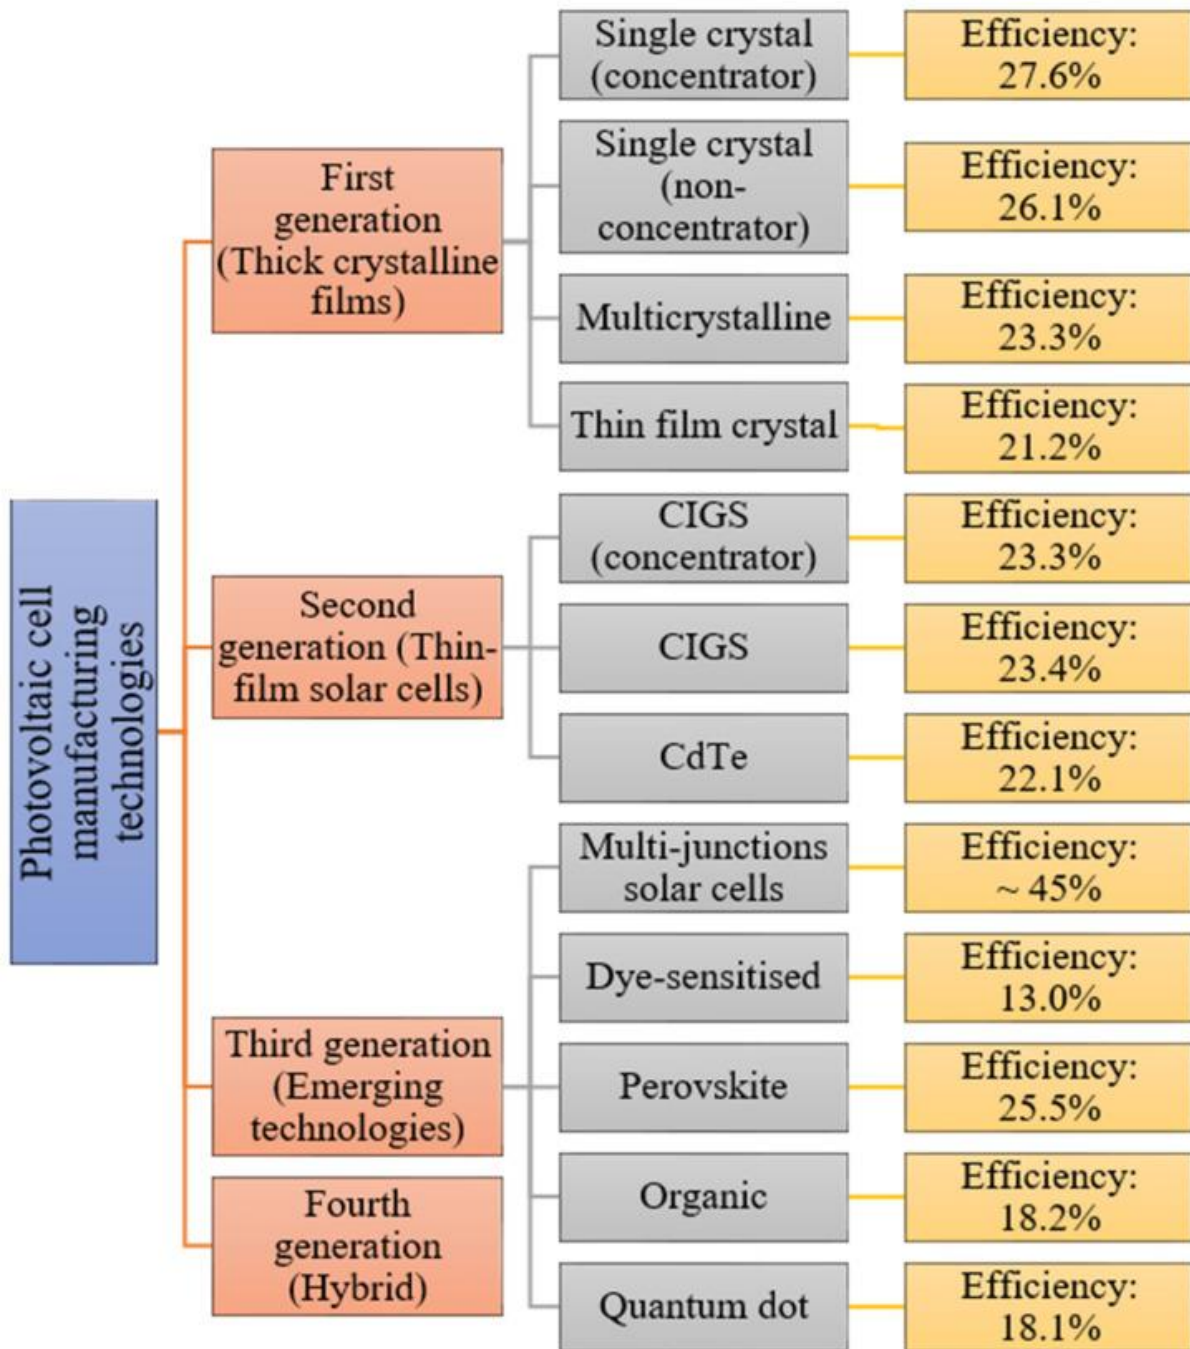 Photovoltaic cell
manufacturing
technologies
First
generation
(Thick crystalline
films)
Single crystal
(concentrator)
Efficiency:
27.6%
Single crystal
(non-
concentrator)
Efficiency:
26.1%
Multicrystalline
Efficiency:
23.3%
Thin film crystal
Efficiency:
21.2%
Second
generation (Thin-
film solar cells)
CIGS
(concentrator)
Efficiency:
23.3%
CIGS
Efficiency:
23.4%
CdTe
Efficiency:
22.1%
Third generation
(Emerging
technologies)
Multi-junctions
solar cells
Efficiency:
~ 45%
Dye-sensitised
Efficiency:
13.0%
Perovskite
Efficiency:
25.5%
Organic
Efficiency:
18.2%
Quantum dot
Efficiency:
18.1%
Fourth
generation
(Hybrid)